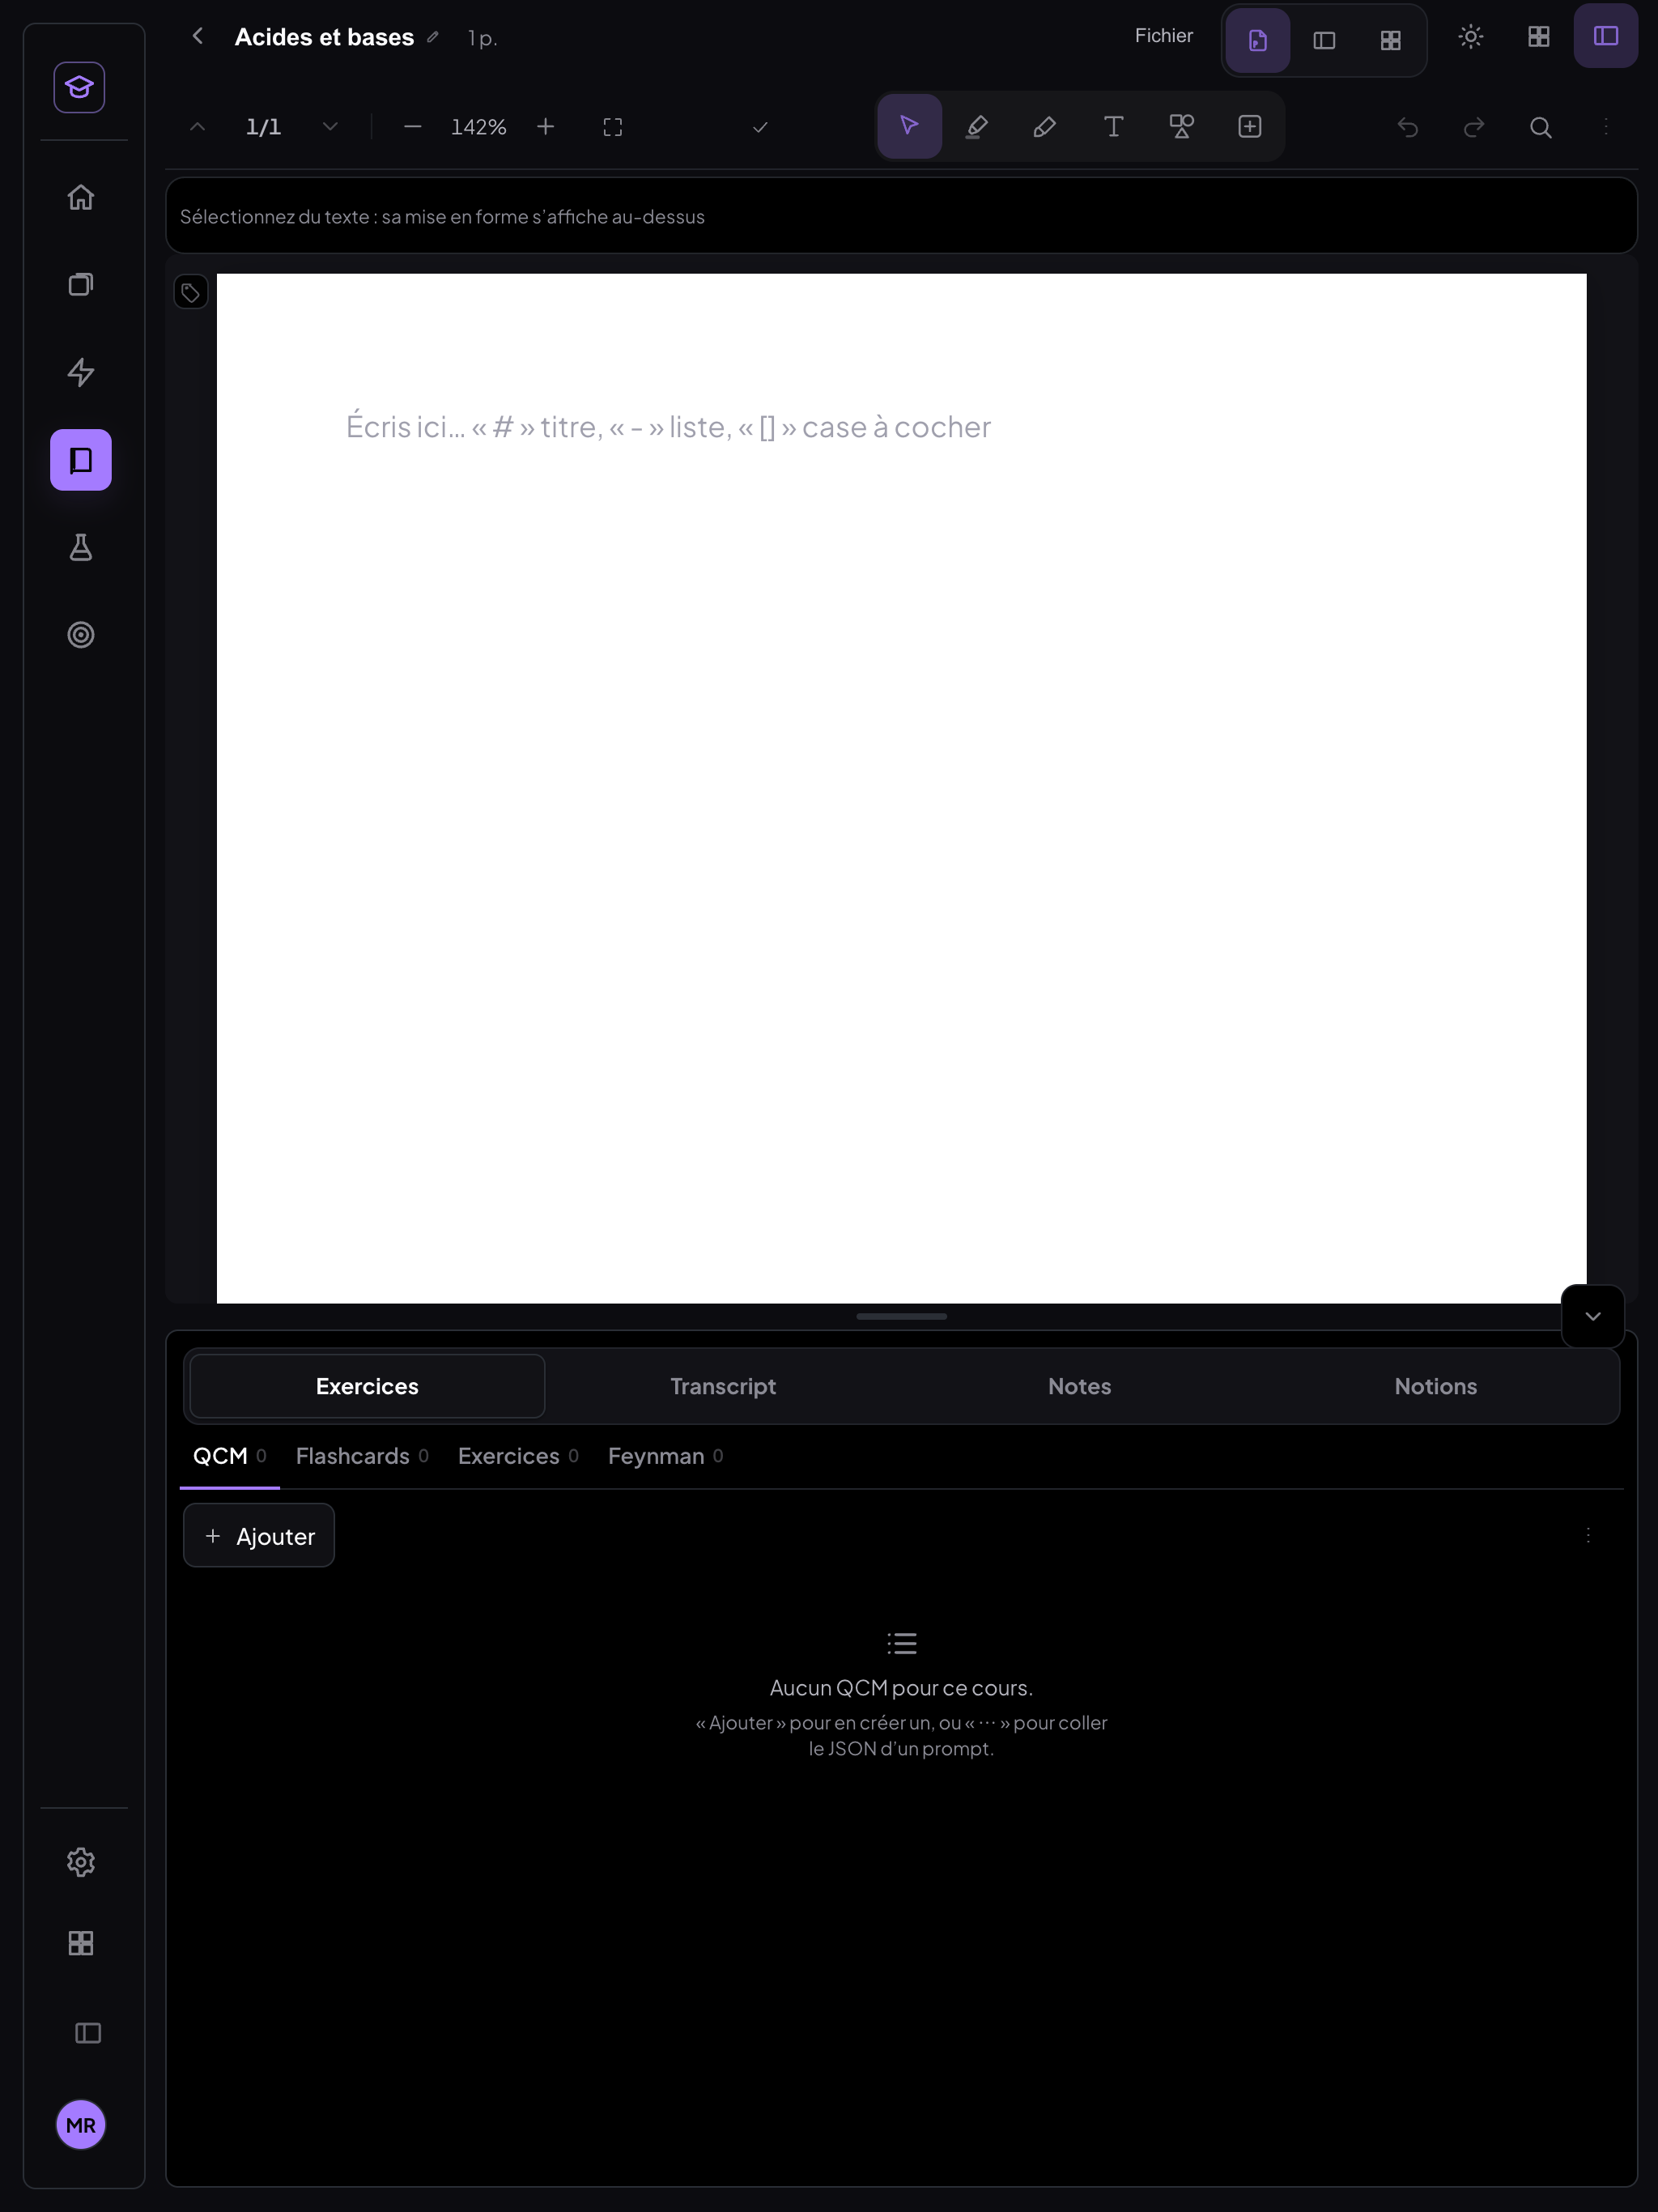 Acides et bases 1 p. Fichier
1/1 142%
Sélectionnez du texte : sa mise en forme s’affiche au-dessus
Écris ici… « # » titre, « - » liste, « [] » case à cocher
Exercices Transcript Notes Notions
QCM 0 Flashcards 0 Exercices 0 Feynman 0
+ Ajouter
Aucun QCM pour ce cours.
« Ajouter » pour en créer un, ou « ··· » pour coller
le JSON d’un prompt.
MR